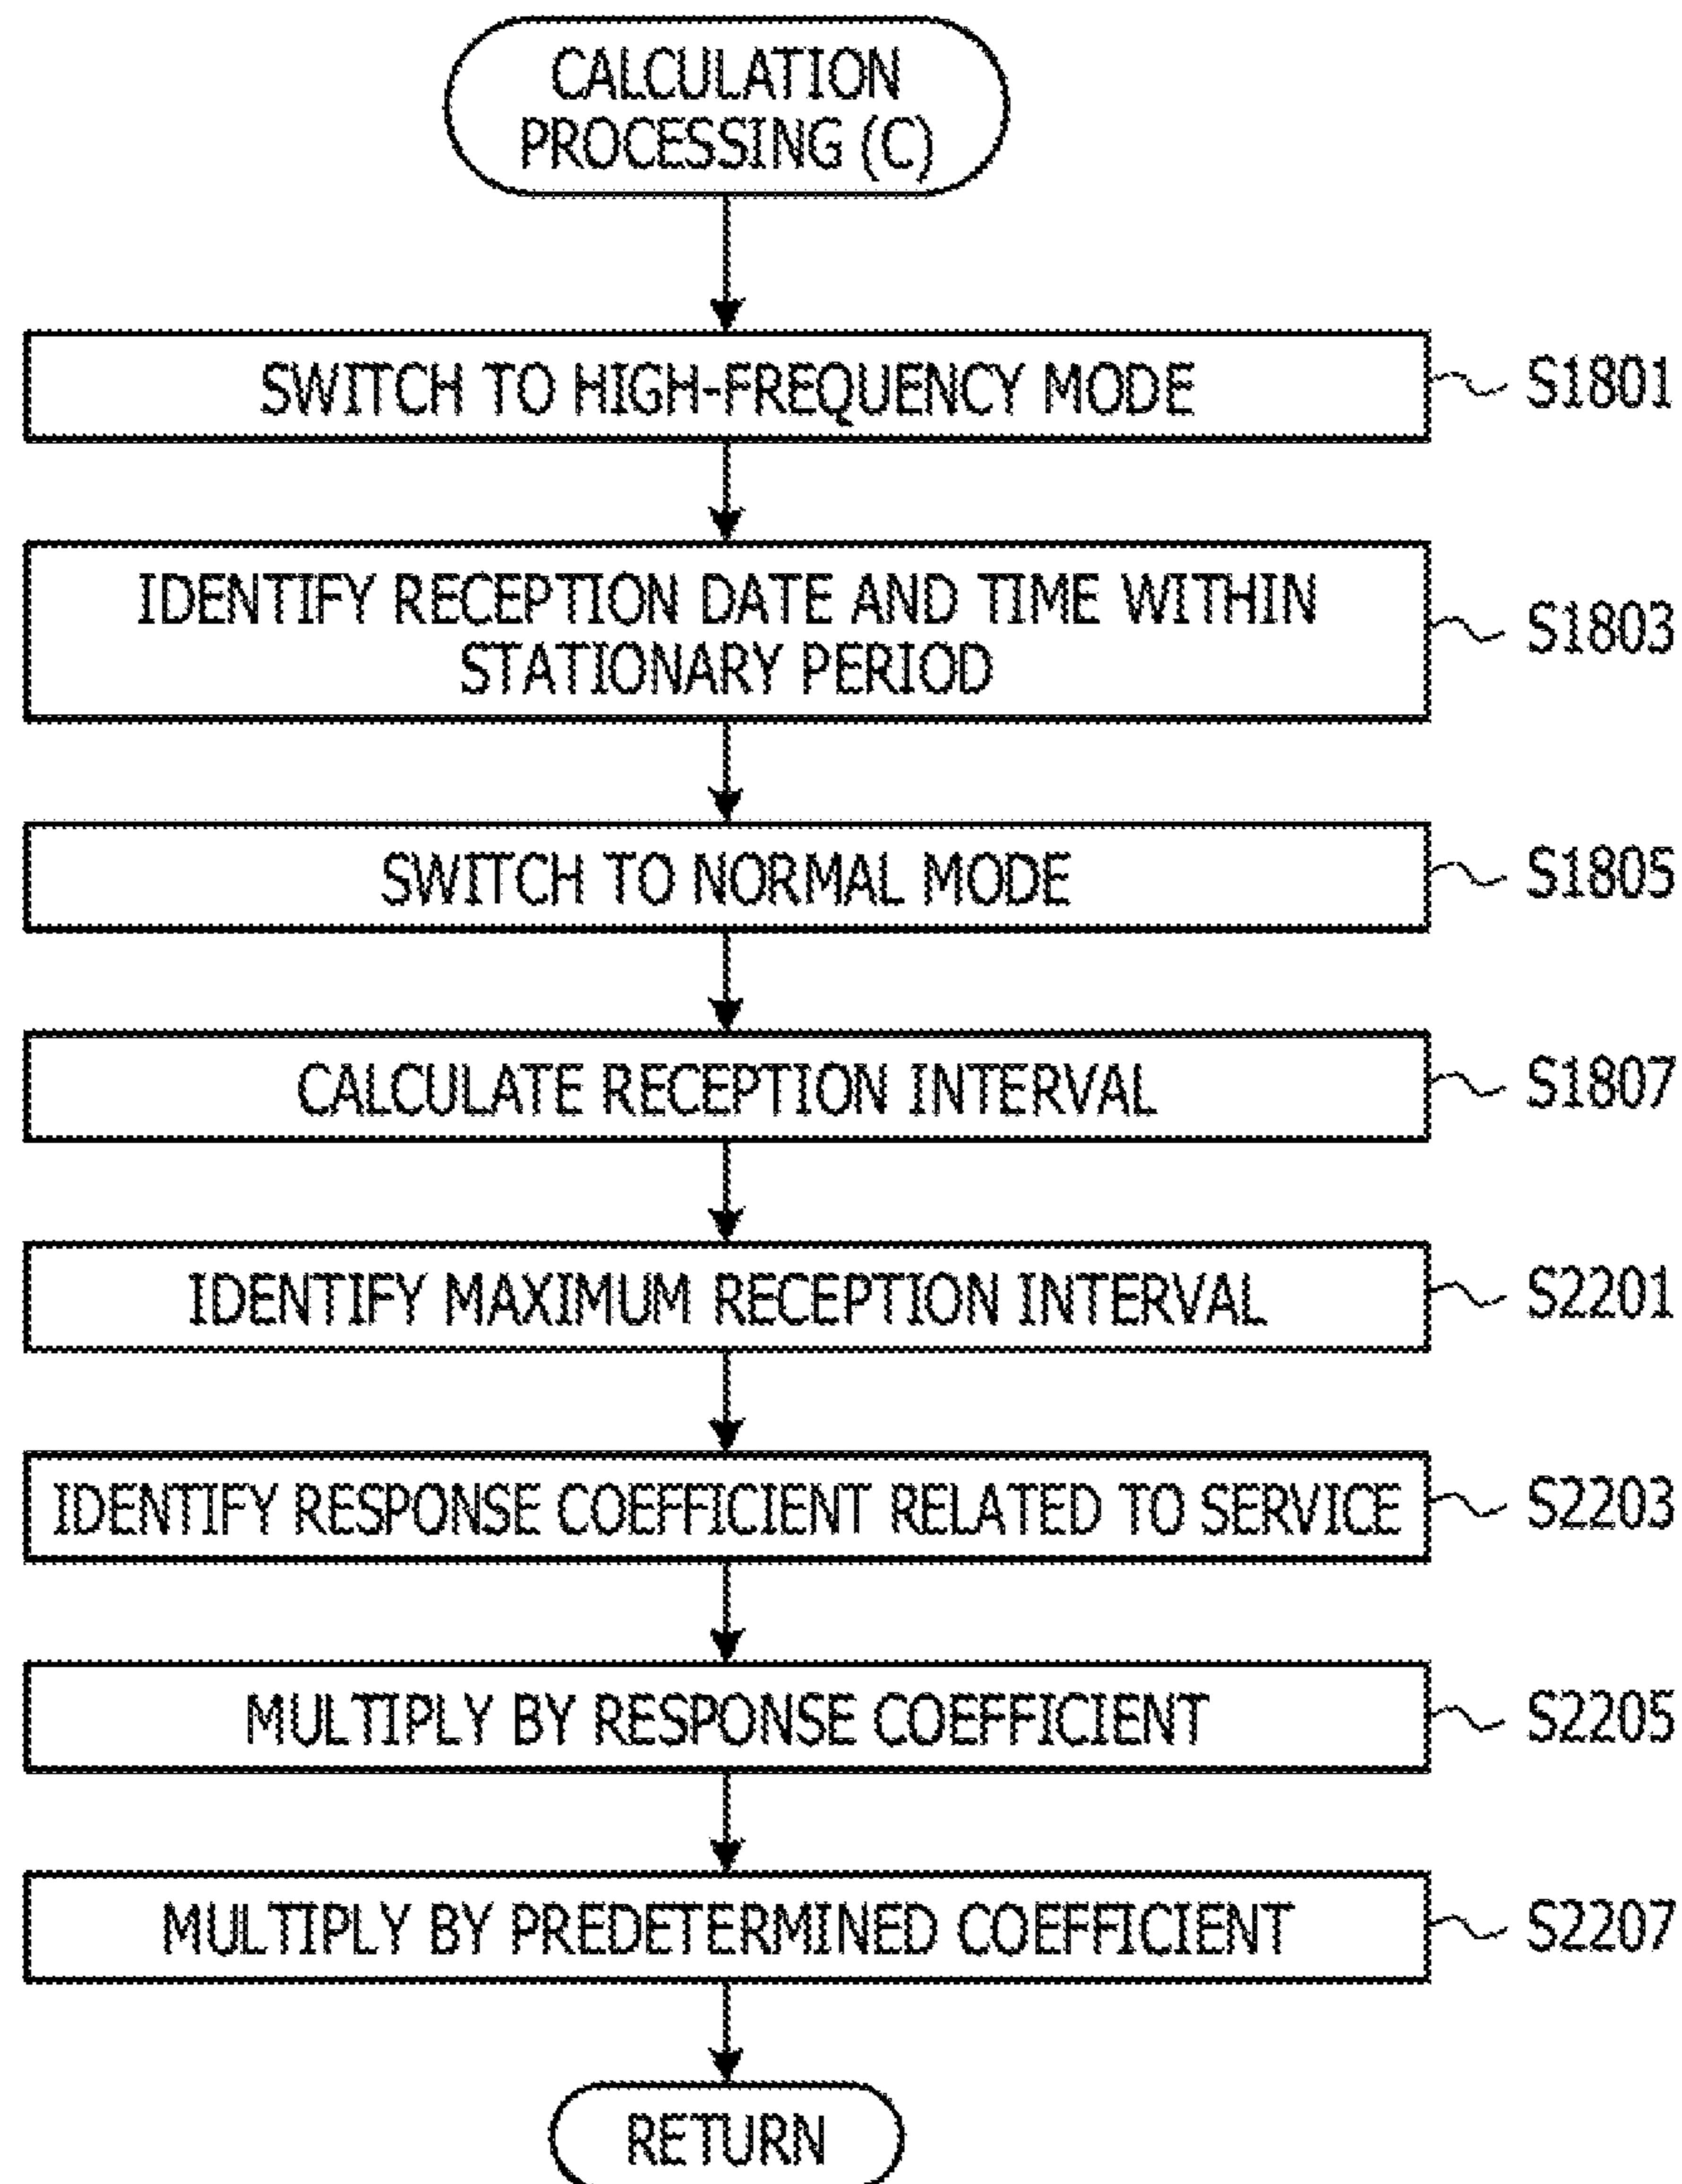 CALCULATION
PROCESSING (C)
SWITCH TO HIGH-FREQUENCY MODE
S1801
IDENTIFY RECEPTION DATE AND TIME WITHIN
STATIONARY PERIOD
S1803
SWITCH TO NORMAL MODE
S1805
CALCULATE RECEPTION INTERVAL
S1807
IDENTIFY MAXIMUM RECEPTION INTERVAL
S2201
IDENTIFY RESPONSE COEFFICIENT RELATED TO SERVICE
S2203
MULTIPLY BY RESPONSE COEFFICIENT
S2205
MULTIPLY BY PREDETERMINED COEFFICIENT
S2207
RETURN